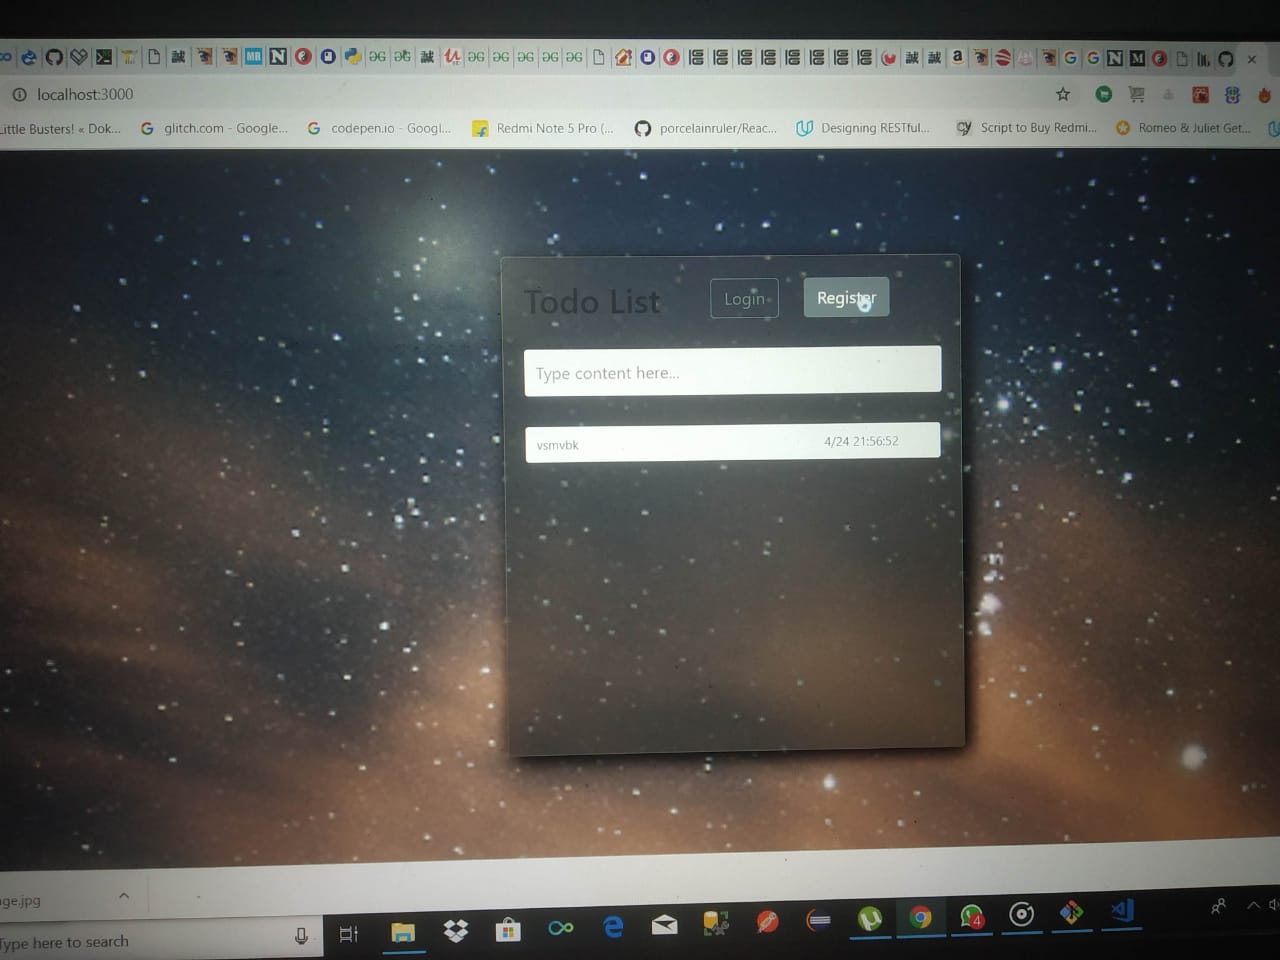 localhost:3000
Little Busters! « Dok...
glitch.com - Google...
codepen.io - Googl...
Redmi Note 5 Pro (...
porcelainruler/Reac...
Designing RESTful...
Script to Buy Redmi...
Romeo & Juliet Get...
Todo List
Login
Register
Type content here...
vsmvbk
4/24 21:56:52
ge.jpg
Type here to search
4